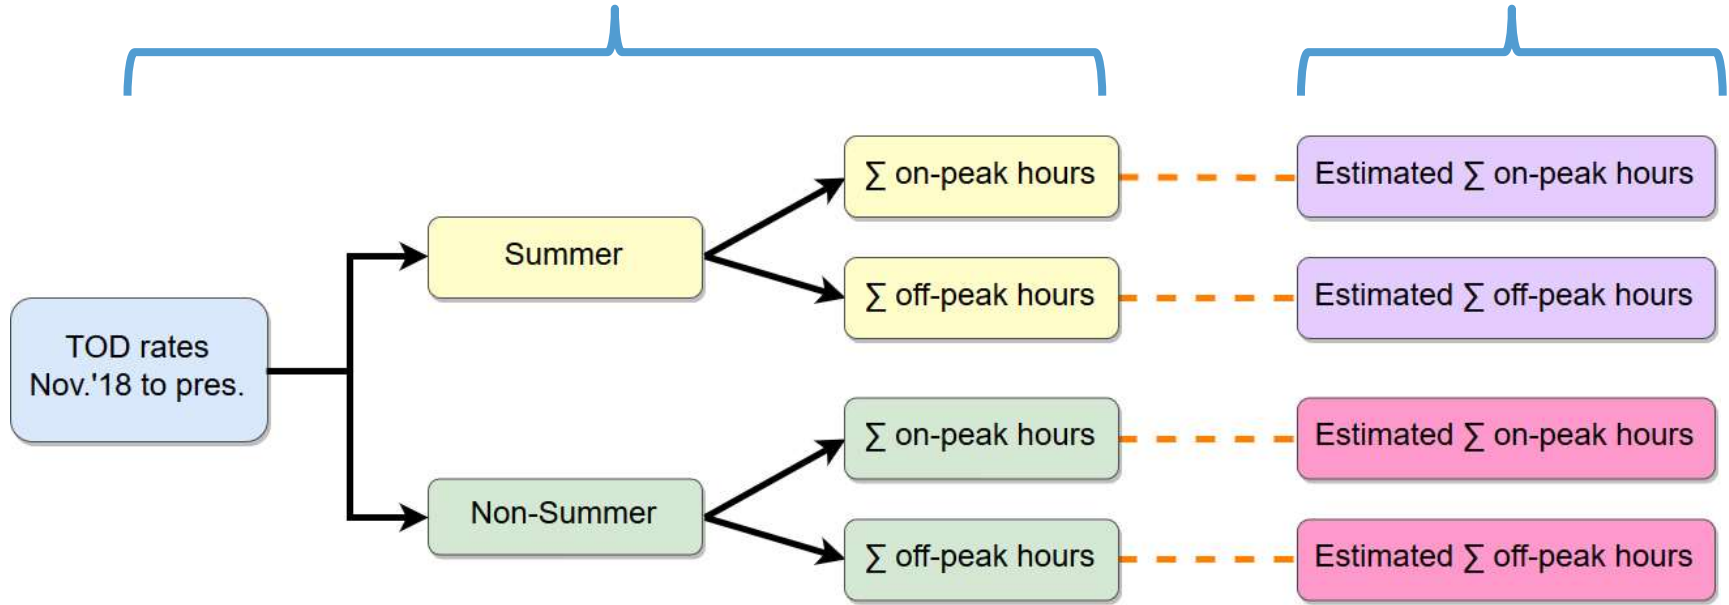 TOD rates
Nov.'18 to pres.
Summer
∑ on-peak hours
Estimated ∑ on-peak hours
∑ off-peak hours
Estimated ∑ off-peak hours
Non-Summer
∑ on-peak hours
Estimated ∑ on-peak hours
∑ off-peak hours
Estimated ∑ off-peak hours